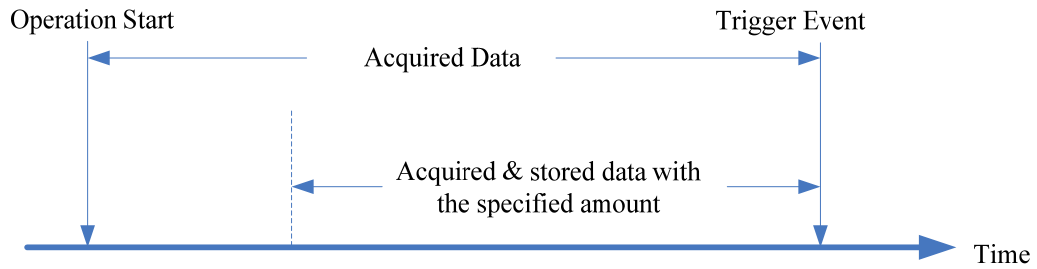 Operation Start
Trigger Event
Acquired Data
Acquired & stored data with
the specified amount
Time